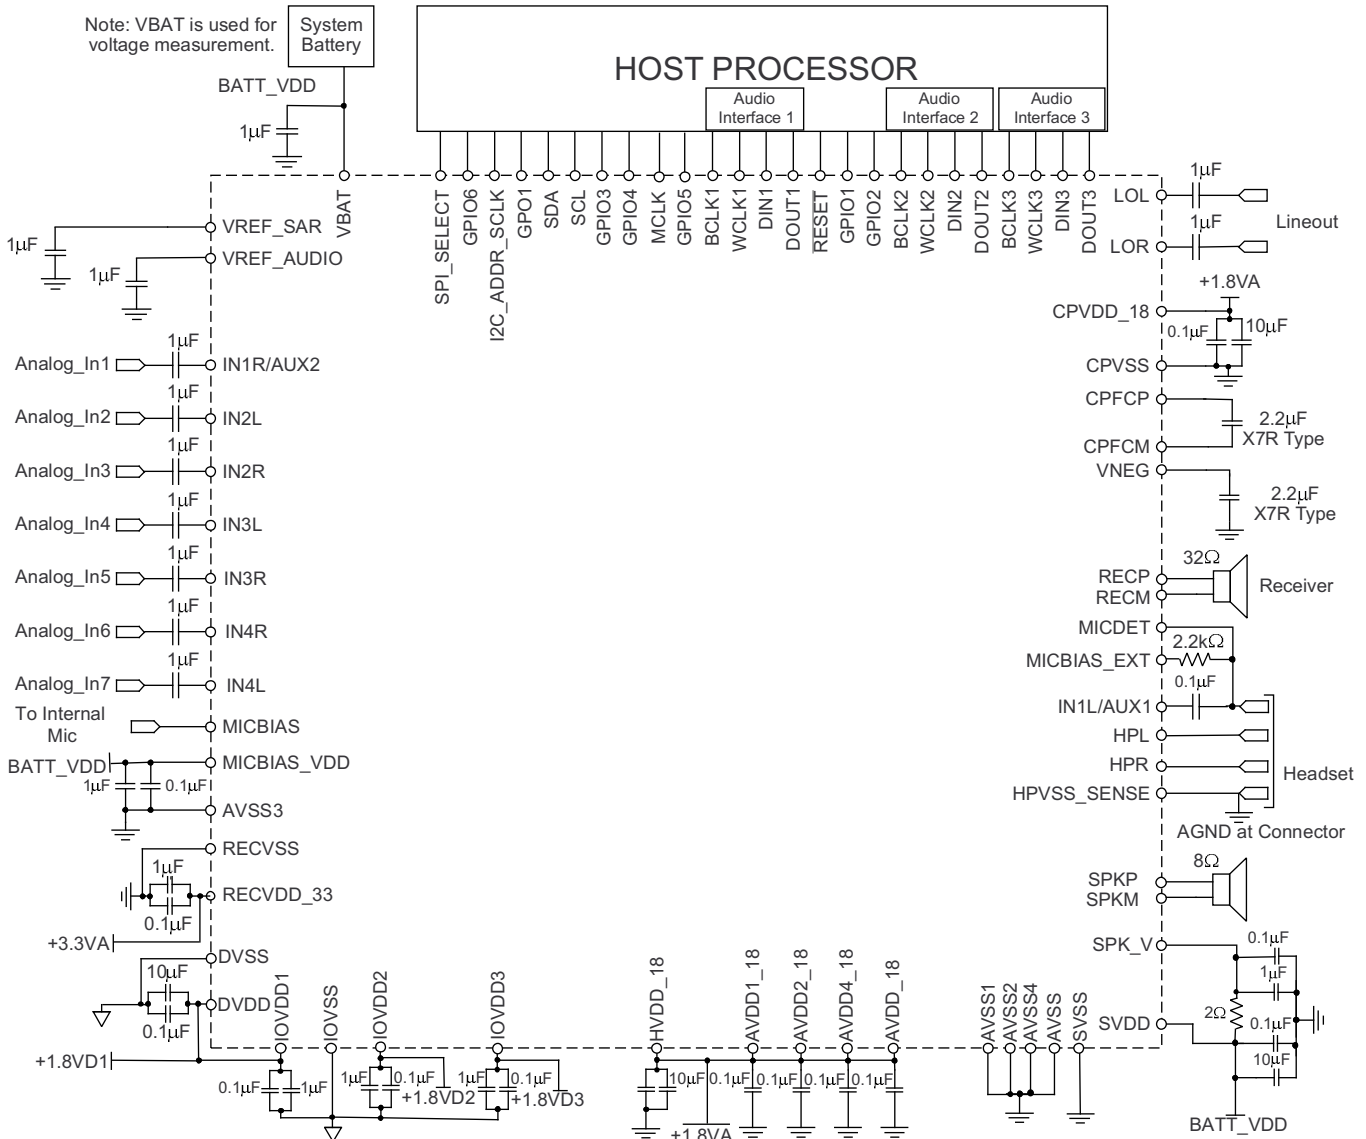 Note: VBAT is used for
voltage measurement.
System
Battery
BATT_VDD
1μF
HOST PROCESSOR
Audio
Interface 1
Audio
Interface 2
Audio
Interface 3
VBAT
SPI_SELECT
GPIO6
I2C_ADDR_SCLK
GPO1
SDA
SCL
GPIO3
GPIO4
MCLK
GPIO5
BCLK1
WCLK1
DIN1
DOUT1
RESET
GPIO1
GPIO2
BCLK2
WCLK2
DIN2
DOUT2
BCLK3
WCLK3
DIN3
DOUT3
1μF
VREF_SAR
1μF
VREF_AUDIO
1μF
Analog_In1
IN1R/AUX2
1μF
Analog_In2
IN2L
1μF
Analog_In3
IN2R
1μF
Analog_In4
IN3L
1μF
Analog_In5
IN3R
1μF
Analog_In6
IN4R
1μF
Analog_In7
IN4L
To Internal
Mic
MICBIAS
BATT_VDD
MICBIAS_VDD
1μF
0.1μF
AVSS3
RECVSS
1μF
RECVDD_33
0.1μF
+3.3VA
DVSS
10μF
DVDD
0.1μF
+1.8VD1
LOL
1μF
LOR
1μF
Lineout
+1.8VA
CPVDD_18
0.1μF
10μF
CPVSS
CPFCP
2.2μF
X7R Type
CPFCM
VNEG
2.2μF
X7R Type
32Ω
RECP
RECM
Receiver
MICDET
2.2kΩ
MICBIAS_EXT
0.1μF
IN1L/AUX1
HPL
HPR
Headset
HPVSS_SENSE
AGND at Connector
8Ω
SPKP
SPKM
SPK_V
0.1μF
1μF
2Ω
SVDD
0.1μF
10μF
BATT_VDD
IOVDD1
IOVSS
IOVDD2
IOVDD3
HVDD_18
AVDD1_18
AVDD2_18
AVDD4_18
AVDD_18
AVSS1
AVSS2
AVSS4
AVSS
SVSS
0.1μF
1μF
1μF
0.1μF
+1.8VD2
1μF
0.1μF
+1.8VD3
10μF
0.1μF
0.1μF
0.1μF
0.1μF
+1.8VA